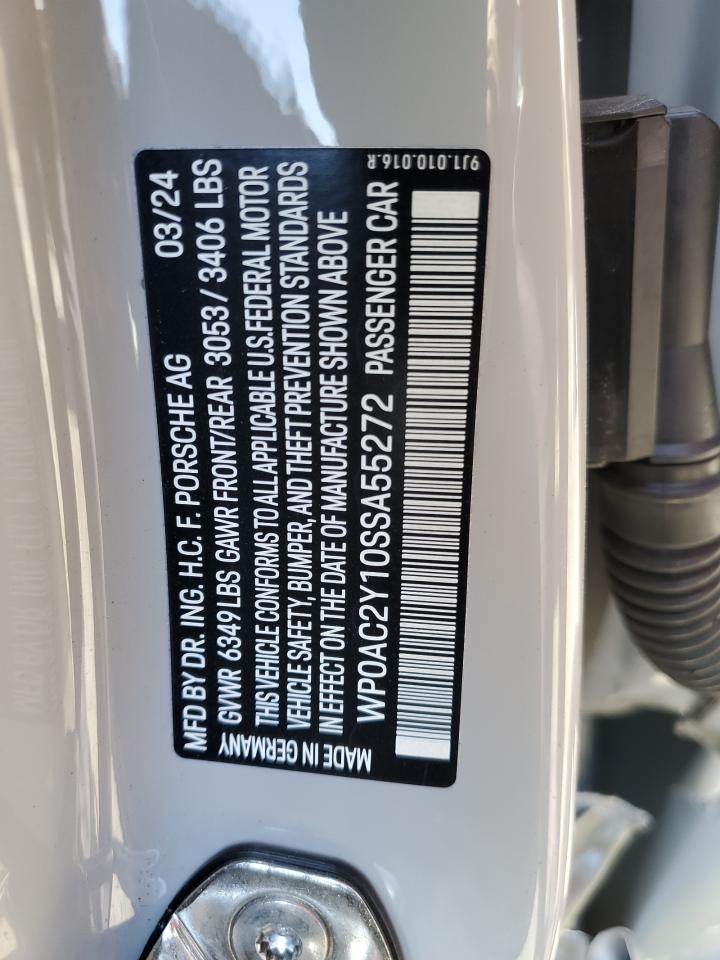 MFD BY DR. ING. H.C. F. PORSCHE AG 03/24
GVWR 6349 LBS GAWR FRONT/REAR 3053 / 3406 LBS
THIS VEHICLE CONFORMS TO ALL APPLICABLE U.S. FEDERAL MOTOR
VEHICLE SAFETY, BUMPER, AND THEFT PREVENTION STANDARDS
IN EFFECT ON THE DATE OF MANUFACTURE SHOWN ABOVE
WP0AC2Y10SSA55272 PASSENGER CAR
MADE IN GERMANY
9J1.010.016.R